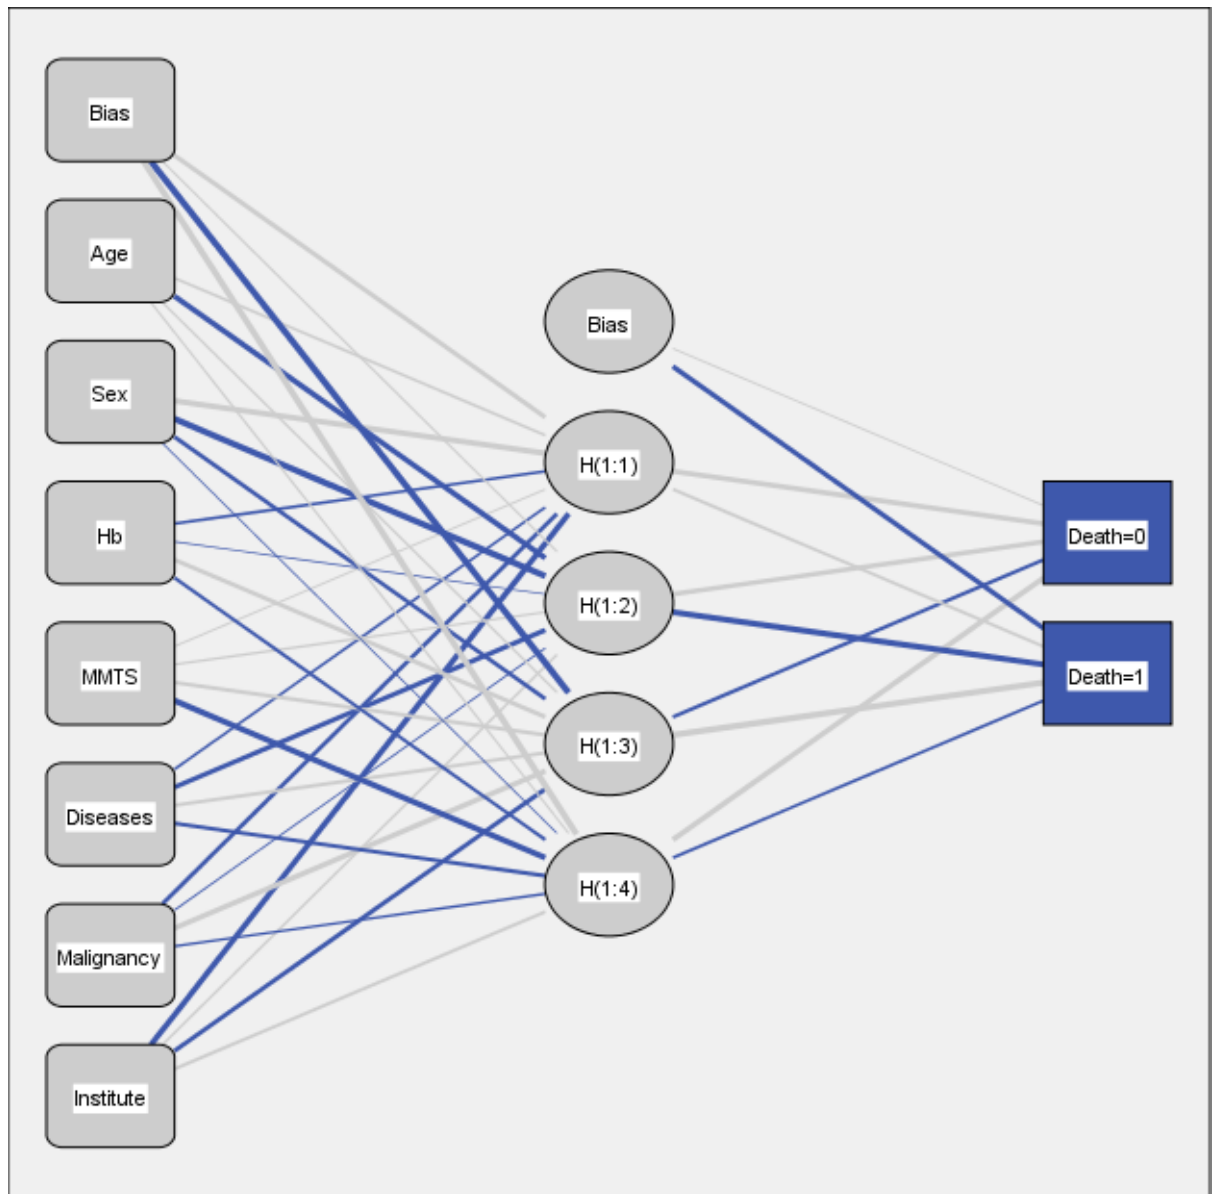 Bias
Age
Sex
Hb
MMTS
Diseases
Malignancy
Institute
Bias
H(1:1)
H(1:2)
H(1:3)
H(1:4)
Death=0
Death=1